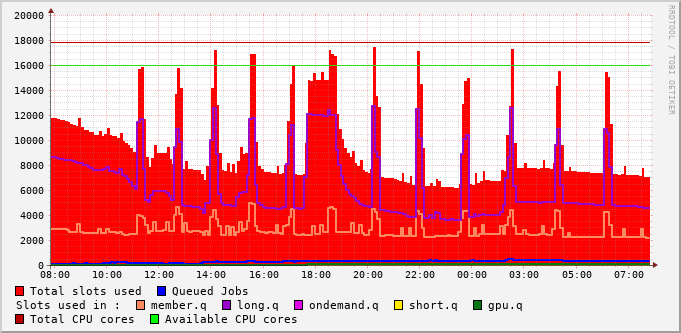 20000
18000
16000
14000
12000
10000
8000
6000
4000
2000
0
08:00 10:00 12:00 14:00 16:00 18:00 20:00 22:00 00:00 03:00 05:00 07:00
RRDTOOL / TOBI OETIKER
Total slots used Queued Jobs
Slots used in : member.q long.q ondemand.q short.q gpu.q
Total CPU cores Available CPU cores